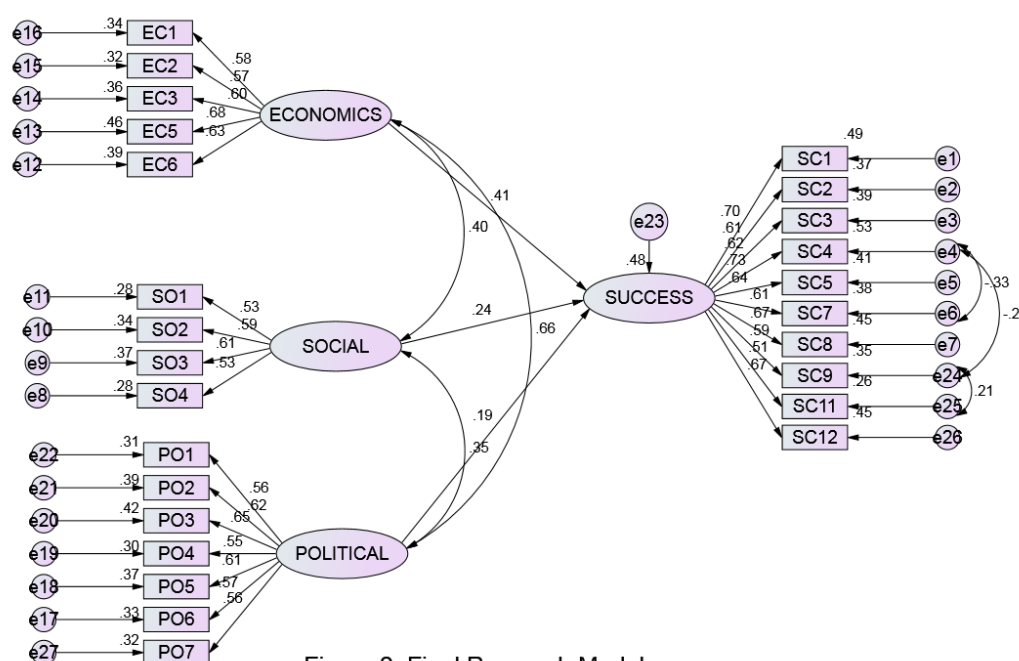 e16 .34 EC1
e15 .32 EC2
e14 .36 EC3
e13 .46 EC5
e12 .39 EC6
.58
.57
.60
.68
.63
ECONOMICS
e11 .28 SO1
e10 .34 SO2
e9 .37 SO3
e8 .28 SO4
.53
.59
.61
.53
SOCIAL
e22 .31 PO1
e21 .39 PO2
e20 .42 PO3
e19 .30 PO4
e18 .37 PO5
e17 .33 PO6
e27 .32 PO7
.56
.62
.65
.55
.61
.57
.56
POLITICAL
.41
.40
.24
.66
.19
.35
e23
.48
SUCCESS
.70
.61
.62
.73
.64
.61
.67
.59
.51
.67
.49
SC1 .37 e1
SC2 .39 e2
SC3 .53 e3
SC4 .41 e4
SC5 .38 e5
SC7 .45 e6
SC8 .35 e7
SC9 .26 e24
SC11 .45 e25
SC12 e26
-.33
-.2
.21